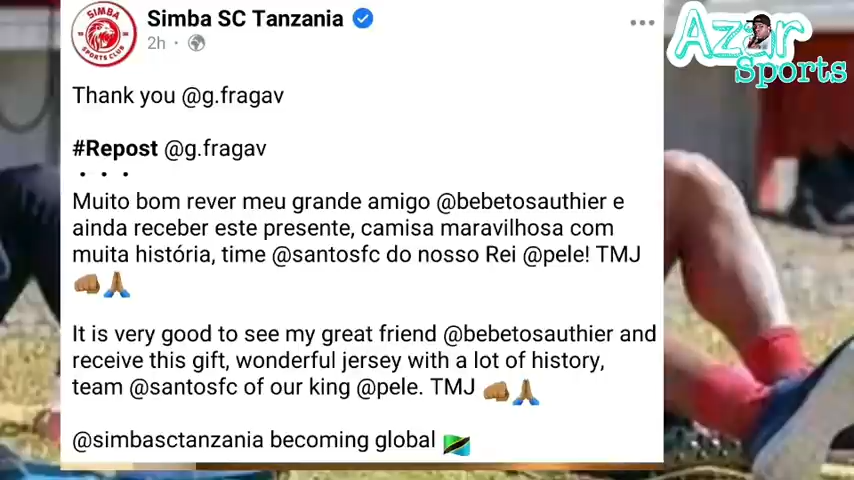 Simba SC Tanzania
2h ·
Thank you @g.fragav
#Repost @g.fragav
• • •
Muito bom rever meu grande amigo @bebetosauthier e
ainda receber este presente, camisa maravilhosa com
muita história, time @santosfc do nosso Rei @pele! TMJ
👊🏽🙏🏽
It is very good to see my great friend @bebetosauthier and
receive this gift, wonderful jersey with a lot of history,
team @santosfc of our king @pele. TMJ 👊🏽🙏🏽
@simbasctanzania becoming global 🇹🇿
SIMBA
SPORTS CLUB
Azar
Sports